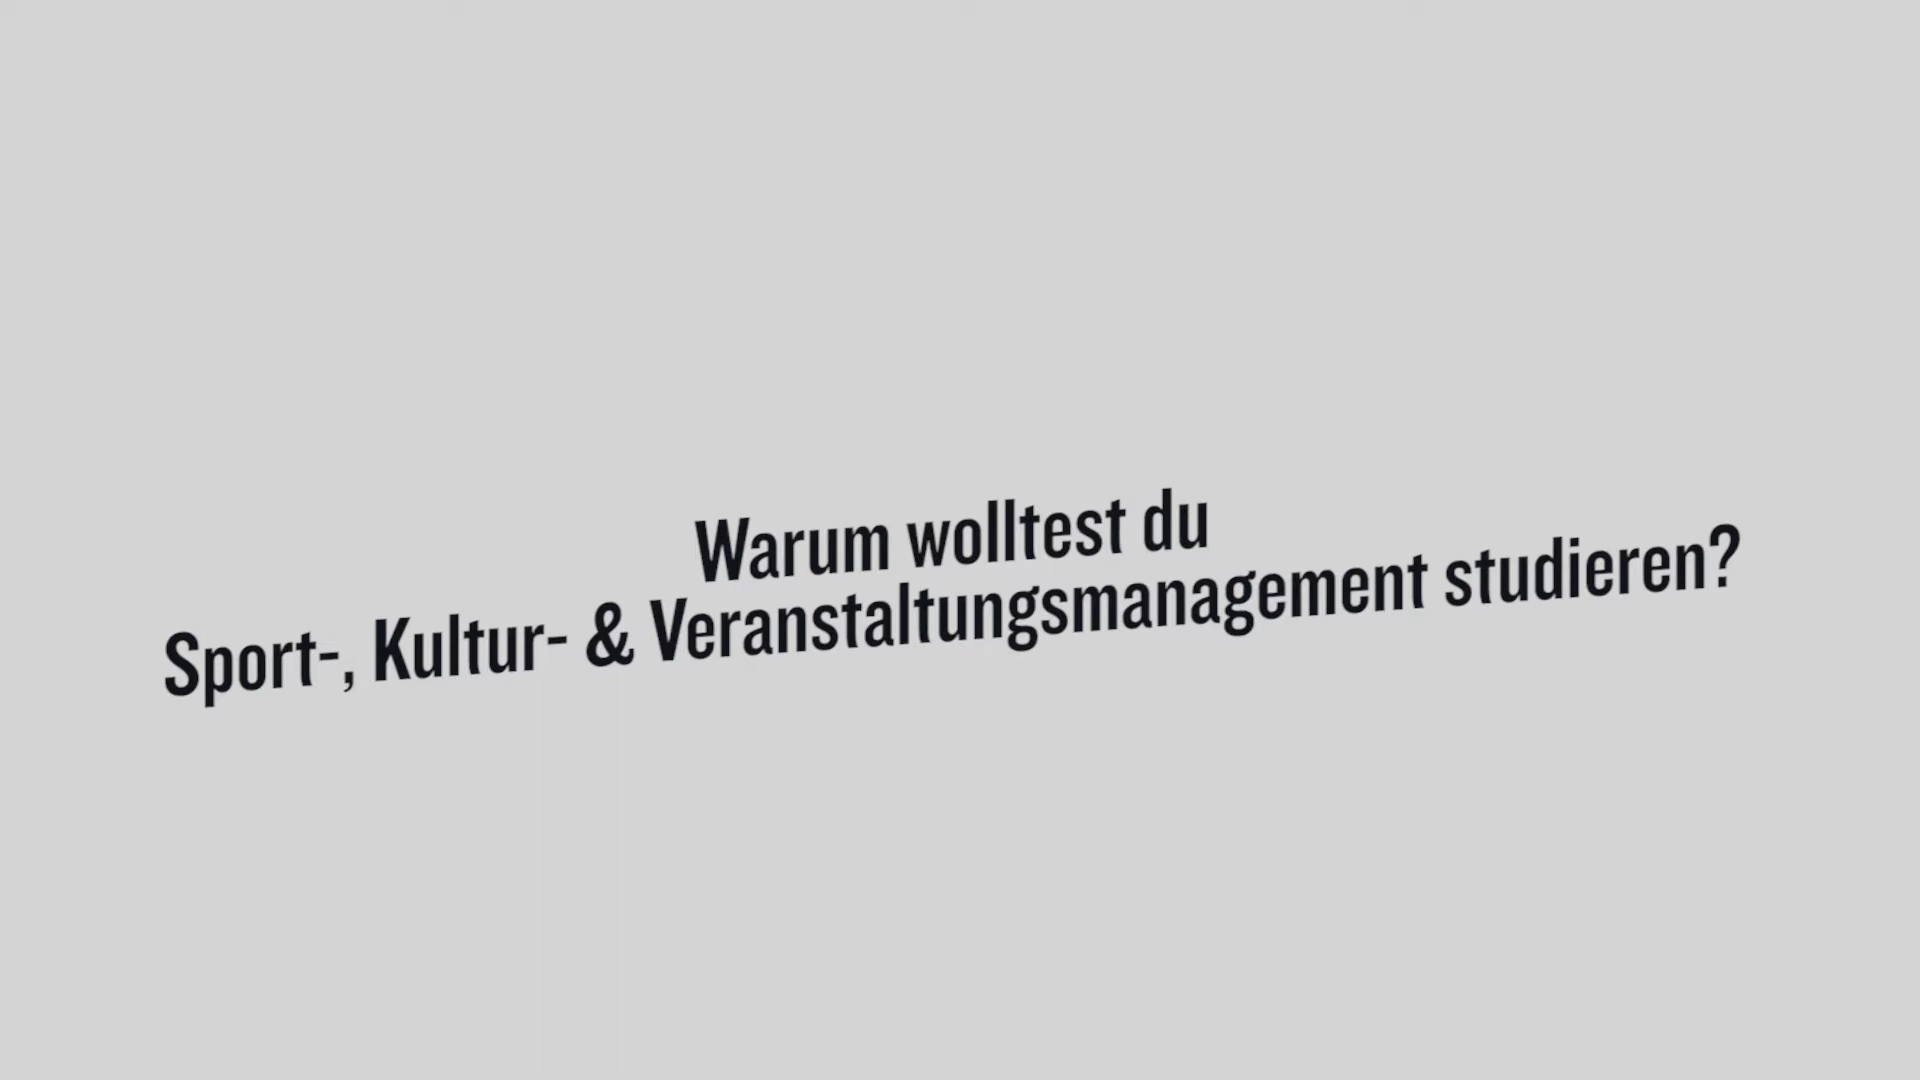 Warum wolltest du
Sport-, Kultur- & Veranstaltungsmanagement studieren?